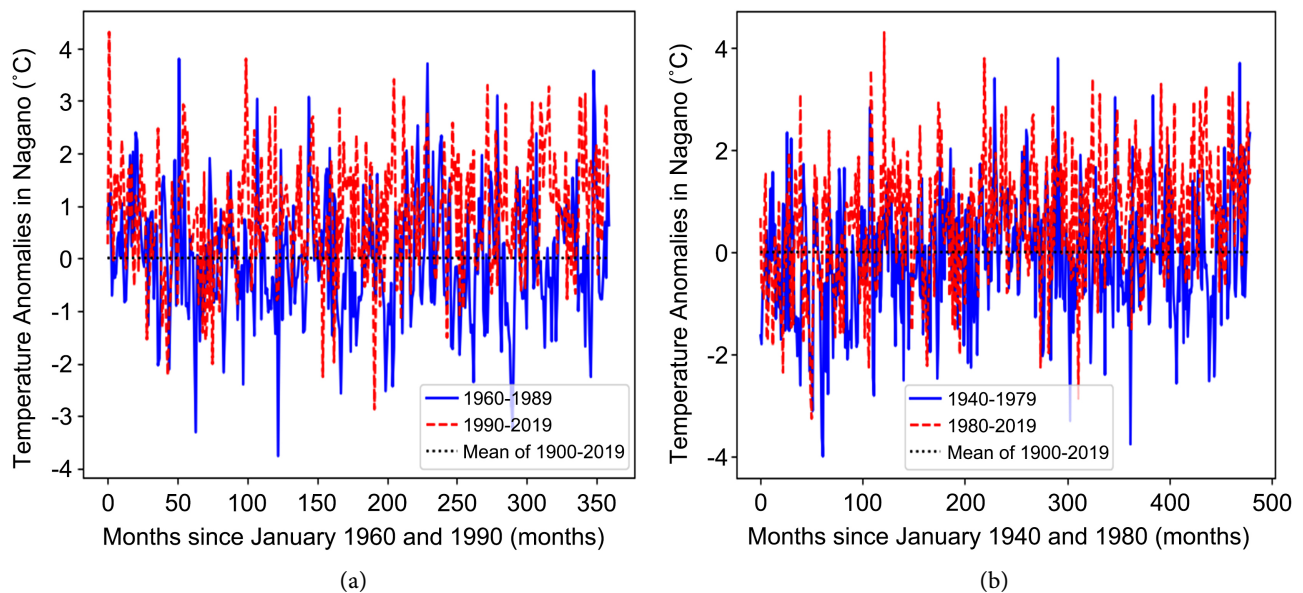 Temperature Anomalies in Nagano (˚C)
4
3
2
1
0
-1
-2
-3
-4
1960-1989
1990-2019
Mean of 1900-2019
0 50 100 150 200 250 300 350
Months since January 1960 and 1990 (months)
(a)
Temperature Anomalies in Nagano (˚C)
4
2
0
-2
-4
1940-1979
1980-2019
Mean of 1900-2019
0 100 200 300 400 500
Months since January 1940 and 1980 (months)
(b)